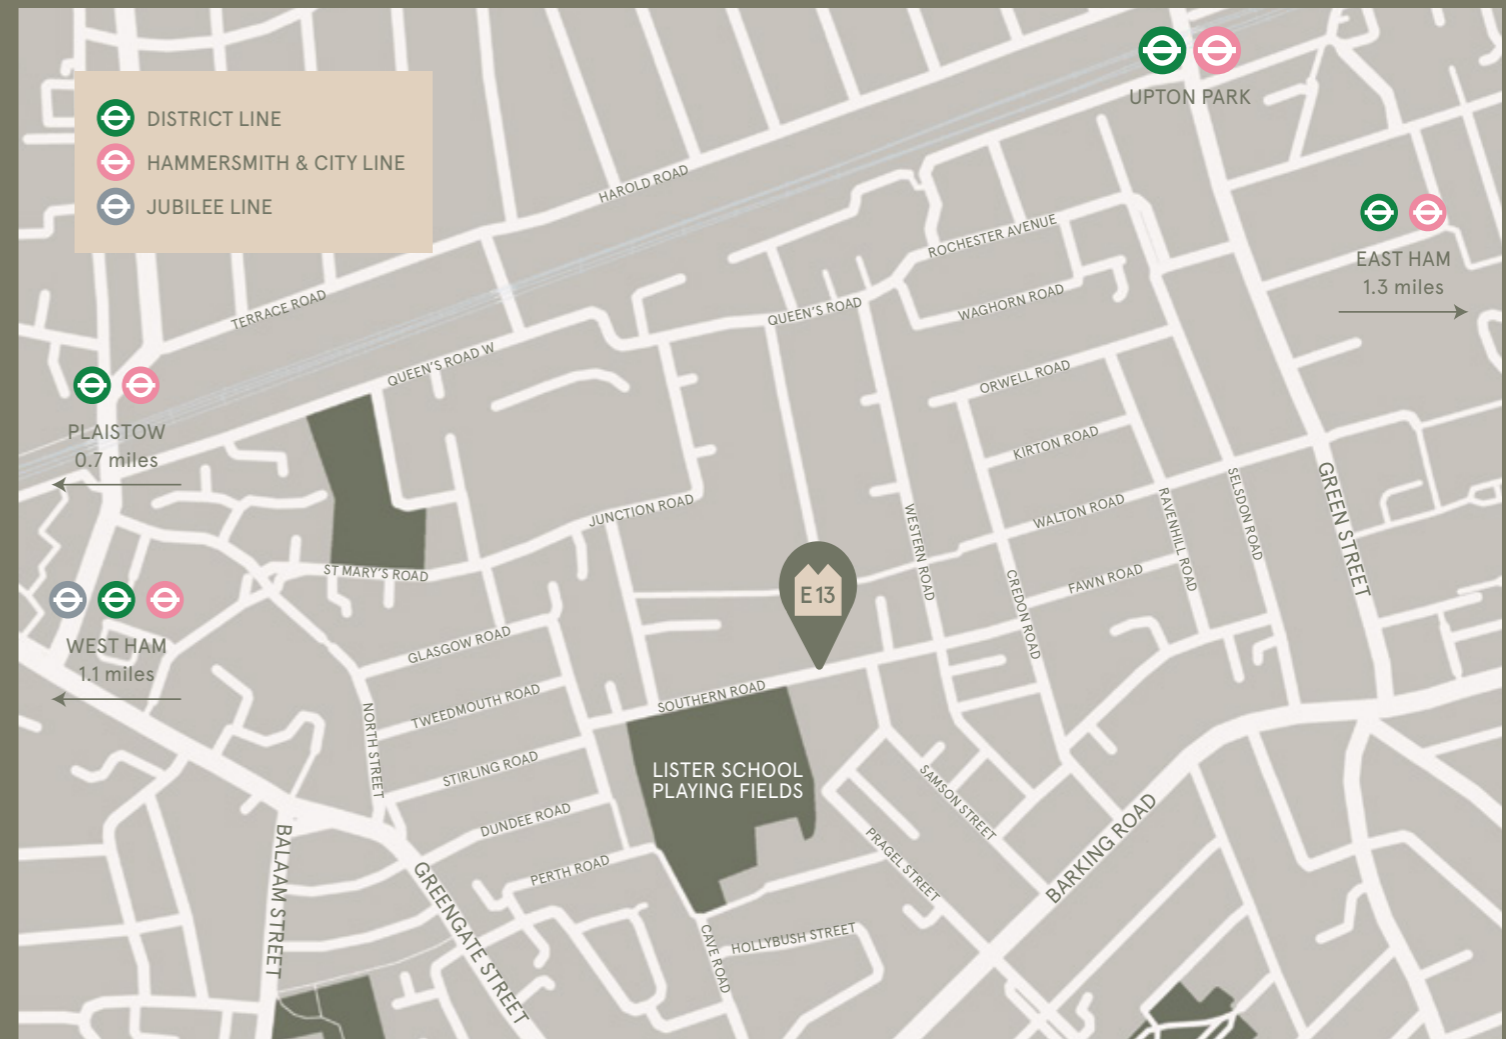 DISTRICT LINE
HAMMERSMITH & CITY LINE
JUBILEE LINE
UPTON PARK
HAROLD ROAD
EAST HAM
1.3 miles
ROCHESTER AVENUE
TERRACE ROAD
WAGHORN ROAD
QUEEN'S ROAD
QUEEN'S ROAD W
ORWELL ROAD
PLAISTOW
0.7 miles
KIRTON ROAD
JUNCTION ROAD
WALTON ROAD
WESTERN ROAD
RAVENHILL ROAD
SELSDON ROAD
GREEN STREET
ST MARY'S ROAD
FAWN ROAD
CREDON ROAD
E13
WEST HAM
1.1 miles
GLASGOW ROAD
TWEEDMOUTH ROAD
SOUTHERN ROAD
NORTH STREET
STIRLING ROAD
LISTER SCHOOL
PLAYING FIELDS
SAMSON STREET
DUNDEE ROAD
BARKING ROAD
PRAGEL STREET
PERTH ROAD
BALAAM STREET
GREENGATE STREET
CAVE ROAD
HOLLYBUSH STREET